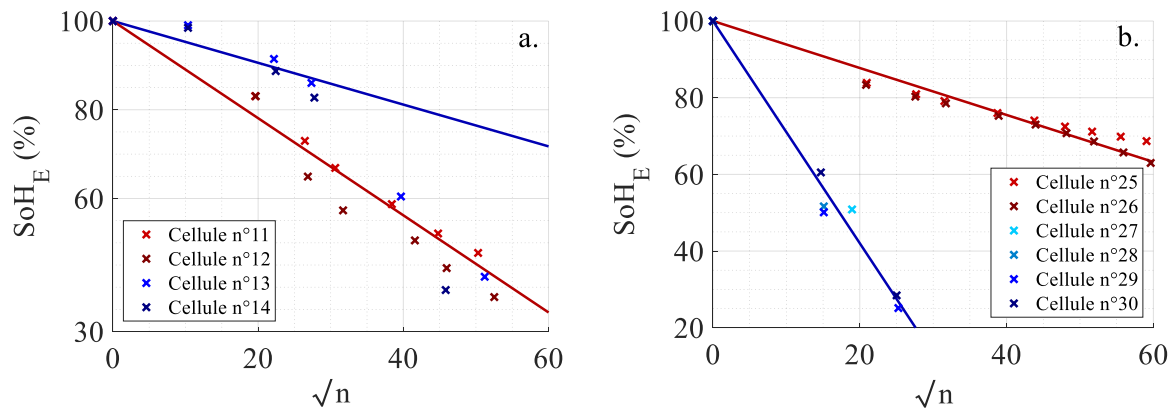 a.
SoH_E (%)
100
80
60
30
0
20
40
60
√n
Cellule n°11
Cellule n°12
Cellule n°13
Cellule n°14
b.
SoH_E (%)
100
80
60
40
20
0
20
40
60
√n
Cellule n°25
Cellule n°26
Cellule n°27
Cellule n°28
Cellule n°29
Cellule n°30